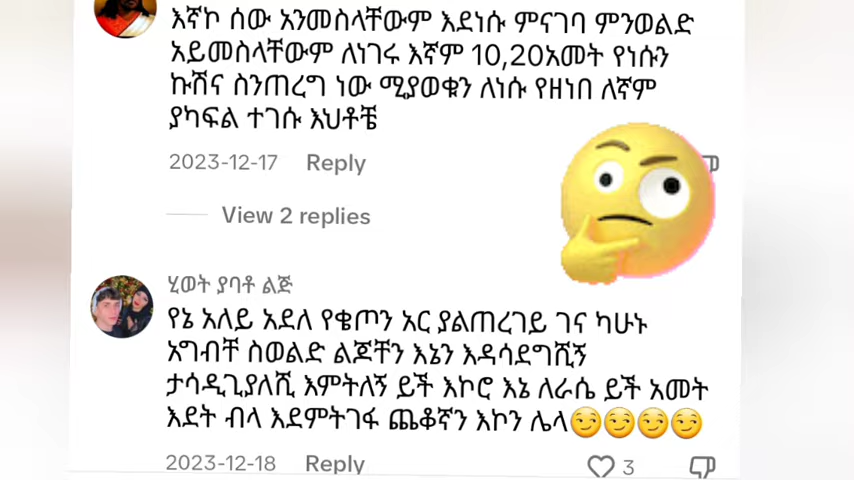 እኛኮ ሰው አንመስላቸውም እደነሱ ምናገባ ምንወልድ
አይመስላቸውም ለነገሩ እኛም 10,20አመት የነሱን
ኩሽና ስንጠረግ ነው ሚያወቁን ለነሱ የዘነበ ለኛም
ያካፍል ተገሱ እህቶቼ
2023-12-17 Reply
View 2 replies
ሂወት ያባቶ ልጅ
የኔ አለይ አደለ የቄጦን አር ያልጠረገይ ገና ካሁኑ
አግብቸ ስወልድ ልጆቸን እኔን እዳሳደግሺኝ
ታሳዲጊያለሺ እምትለኝ ይች እኮሮ እኔ ለራሴ ይች አመት
እደት ብላ እደምትገፋ ጨቆኛን እኮን ሌላ😏😏😏😏
2023-12-18 Reply 3